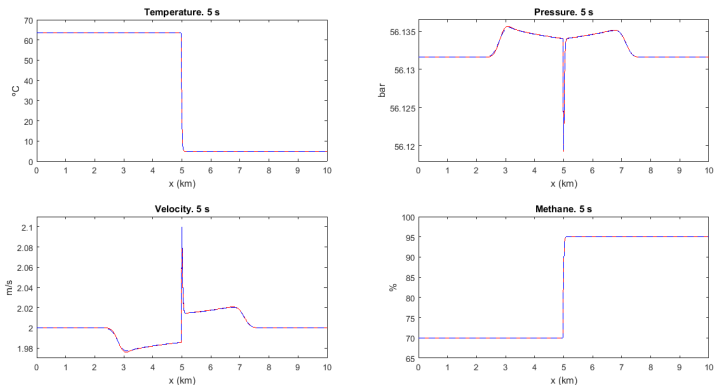 Temperature. 5 s
70
60
50
40
30
20
10
0
ºC
0 1 2 3 4 5 6 7 8 9 10
x (km)
Pressure. 5 s
56.135
56.13
56.125
56.12
bar
0 1 2 3 4 5 6 7 8 9 10
x (km)
Velocity. 5 s
2.1
2.08
2.06
2.04
2.02
2
1.98
m/s
0 1 2 3 4 5 6 7 8 9 10
x (km)
Methane. 5 s
100
95
90
85
80
75
70
65
%
0 1 2 3 4 5 6 7 8 9 10
x (km)